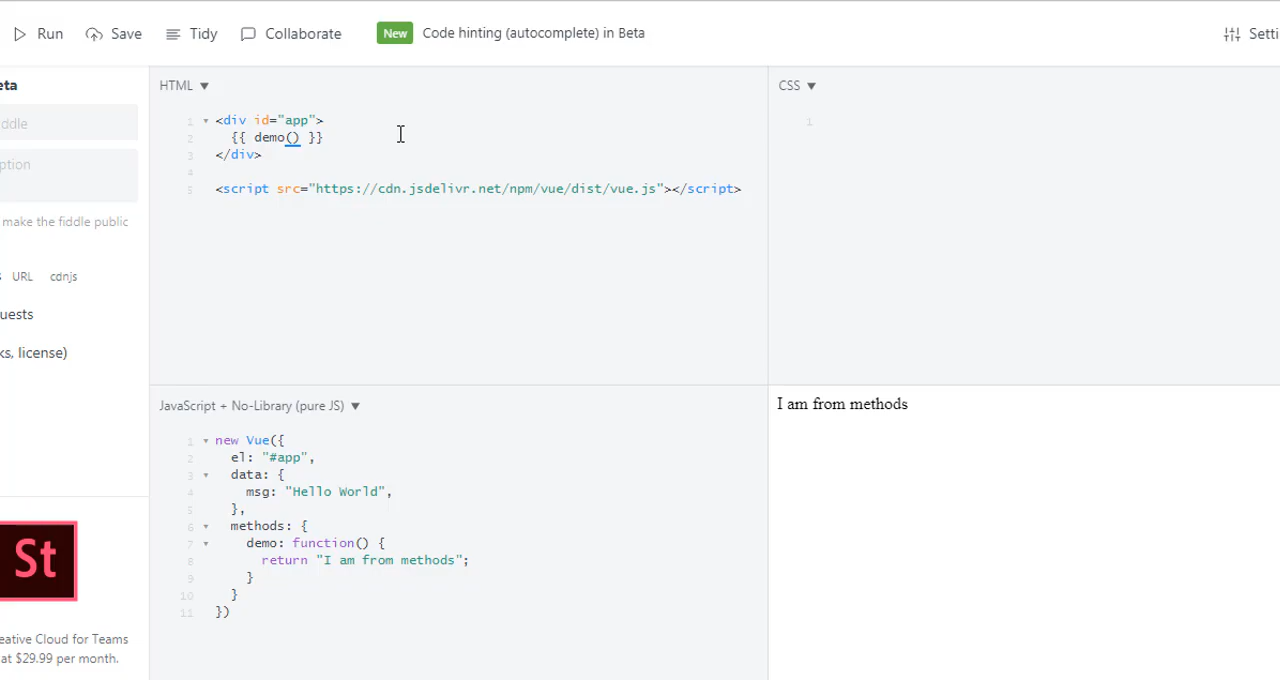 Run Save Tidy Collaborate New Code hinting (autocomplete) in Beta Setti
eta
ddle
ption
make the fiddle public
s URL cdnjs
uests
ks, license)
St
eative Cloud for Teams
at $29.99 per month.
HTML ▼
1 ▾ <div id="app">
2 {{ demo() }}
3 </div>
4
5 <script src="https://cdn.jsdelivr.net/npm/vue/dist/vue.js"></script>
CSS ▼
1
JavaScript + No-Library (pure JS) ▼
1 ▾ new Vue({
2 el: "#app",
3 ▾ data: {
4 msg: "Hello World",
5 },
6 ▾ methods: {
7 ▾ demo: function() {
8 return "I am from methods";
9 }
10 }
11 })
I am from methods